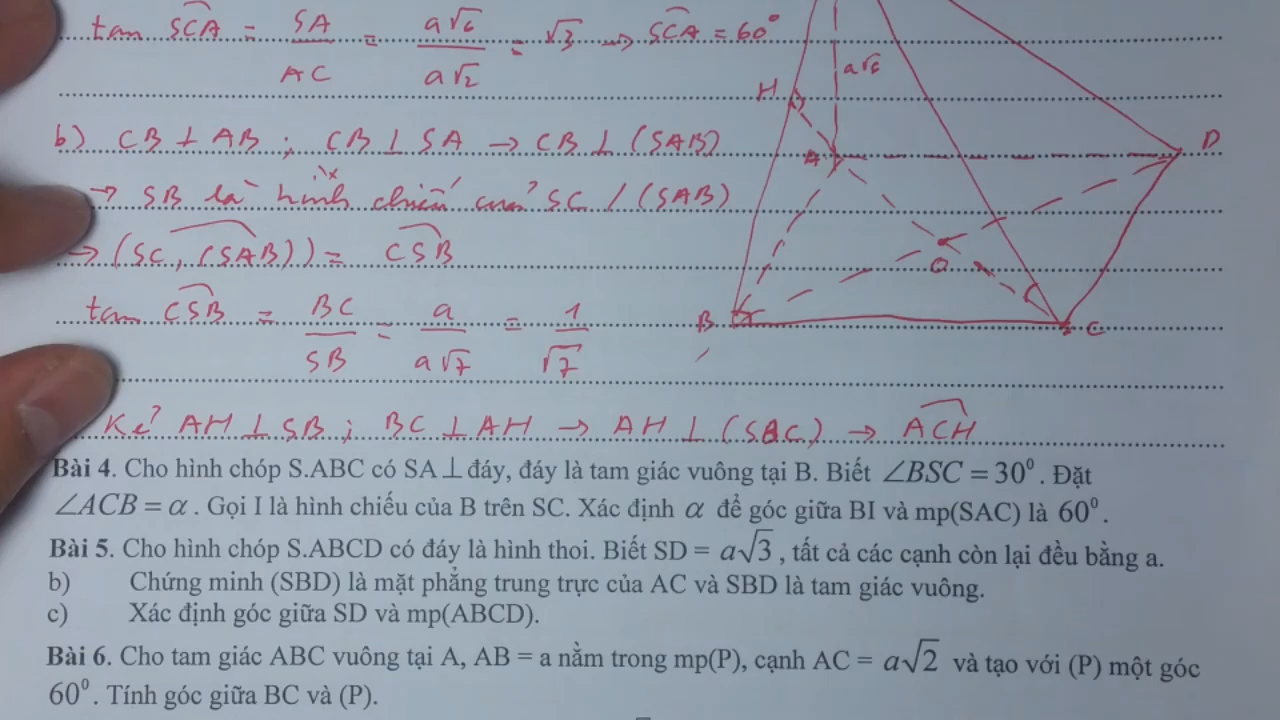 tan SCA = SA / AC = a√6 / a√2 = √3 → SCA = 60°
b) CB ⊥ AB ; CB ⊥ SA → CB ⊥ (SAB)
→ SB là hình chiếu của SC / (SAB)
→ (SC, (SAB)) = CSB
tan CSB = BC / SB = a / a√7 = 1 / √7
Kẻ AH ⊥ SB ; BC ⊥ AH → AH ⊥ (SBC) → ACH
a√6
H
A
D
O
B
C
Bài 4. Cho hình chóp S.ABC có SA ⊥ đáy, đáy là tam giác vuông tại B. Biết ∠BSC = 30⁰. Đặt
∠ACB = α. Gọi I là hình chiếu của B trên SC. Xác định α để góc giữa BI và mp(SAC) là 60⁰.
Bài 5. Cho hình chóp S.ABCD có đáy là hình thoi. Biết SD = a√3, tất cả các cạnh còn lại đều bằng a.
b) Chứng minh (SBD) là mặt phẳng trung trực của AC và SBD là tam giác vuông.
c) Xác định góc giữa SD và mp(ABCD).
Bài 6. Cho tam giác ABC vuông tại A, AB = a nằm trong mp(P), cạnh AC = a√2 và tạo với (P) một góc
60⁰. Tính góc giữa BC và (P).